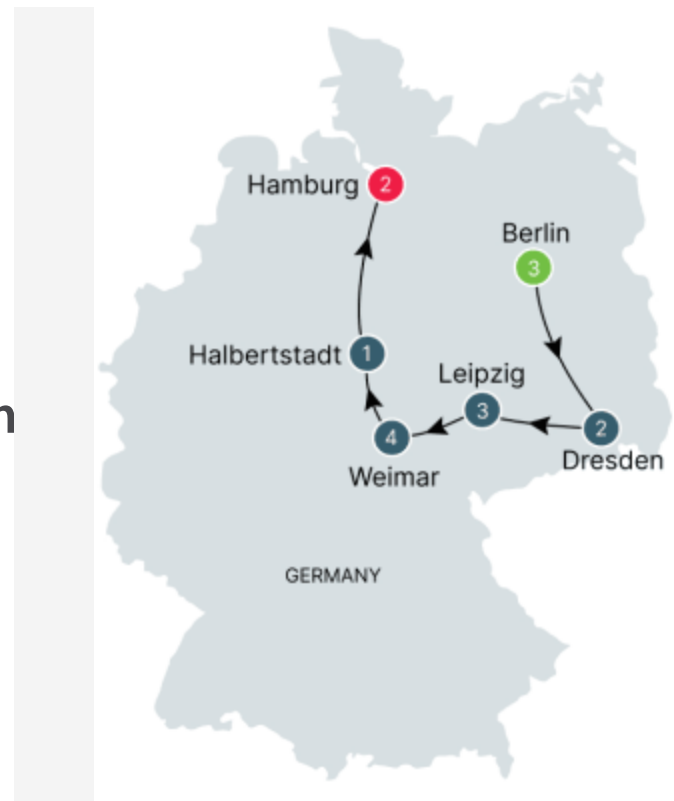 Hamburg 2
Berlin
3
Halbertstadt 1
Leipzig
3
4
2
Dresden
Weimar
GERMANY
n